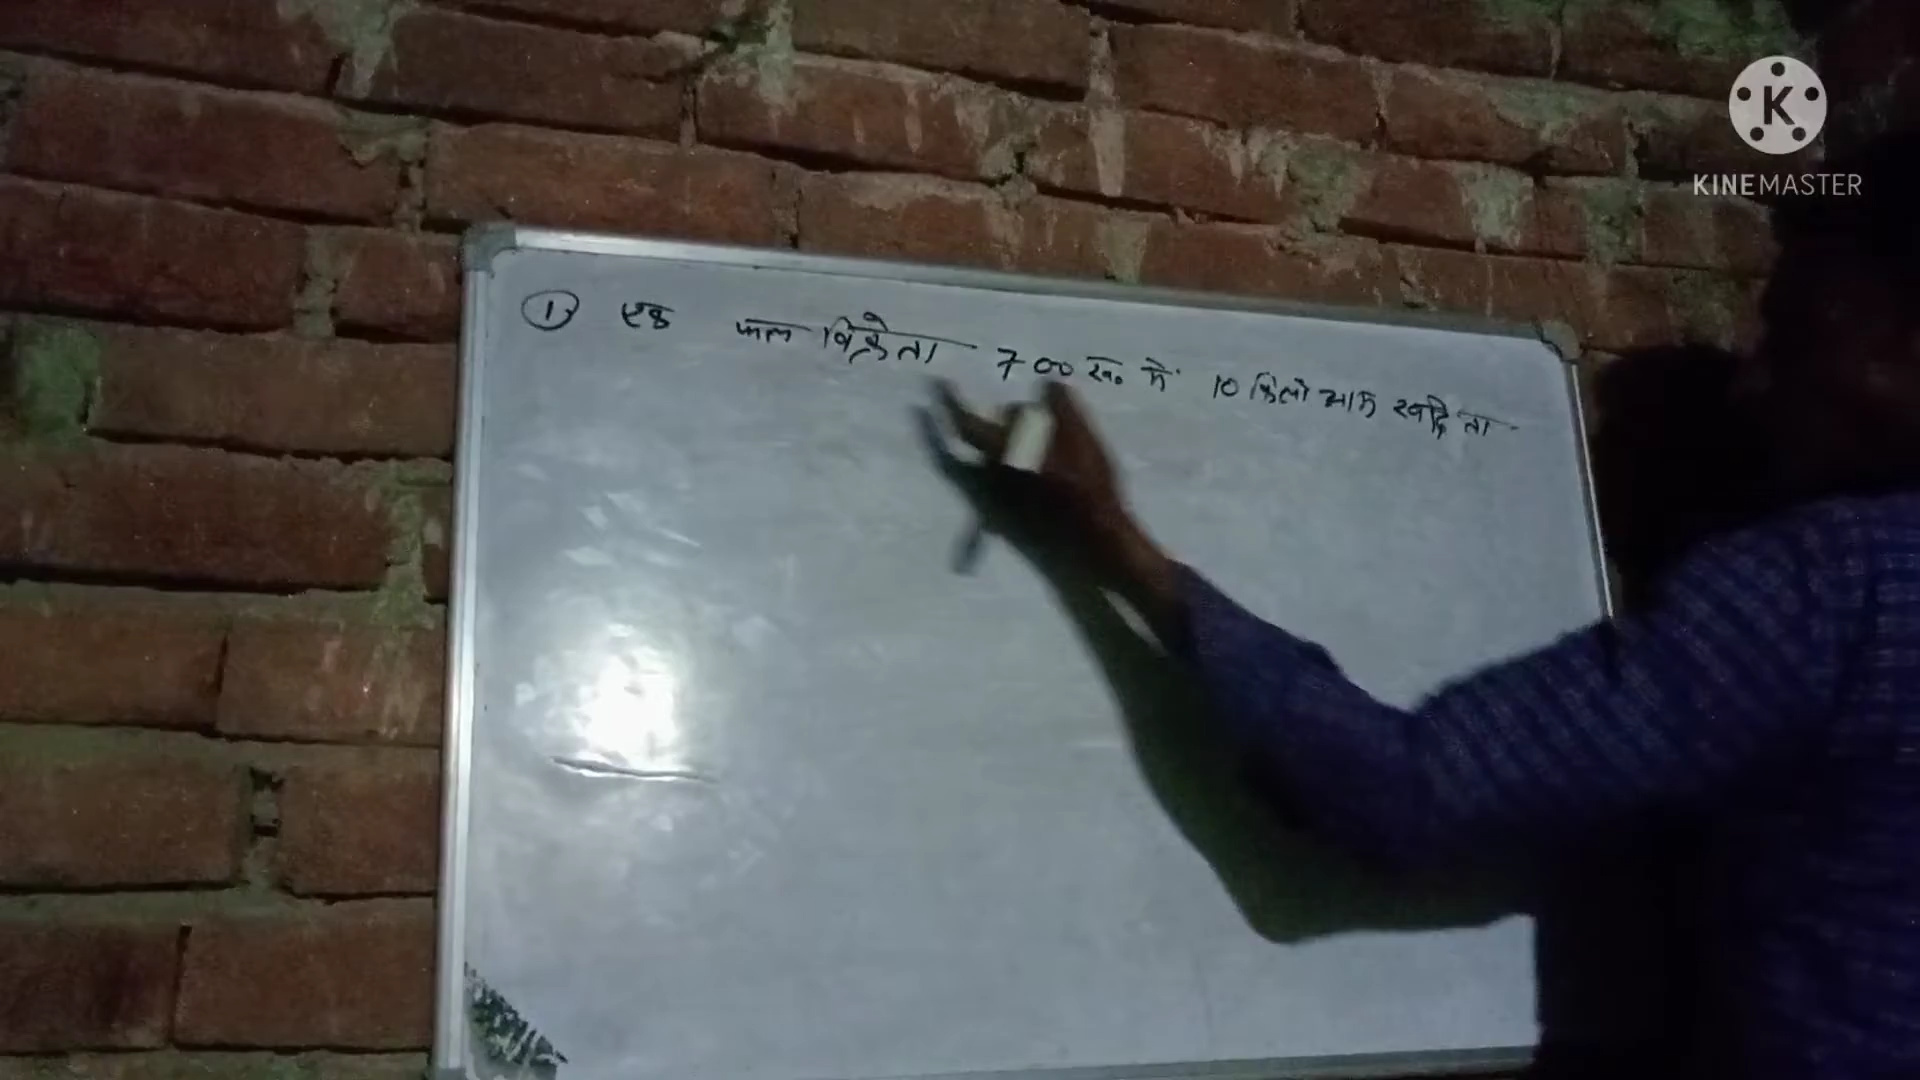 ① एक फल विक्रेता 700 रु० में 10 किलो आम खरीदता
K
KINEMASTER